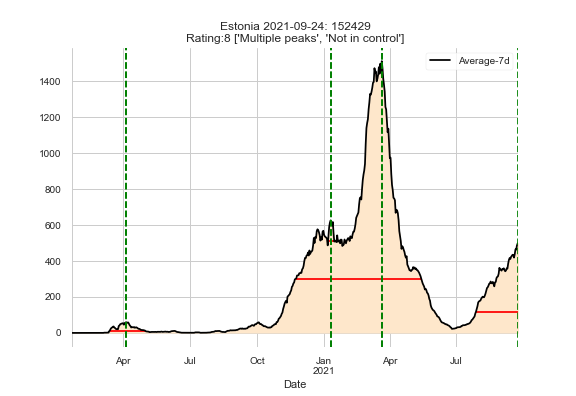 Estonia 2021-09-24: 152429
Rating:8 ['Multiple peaks', 'Not in control']
Average-7d
1400
1200
1000
800
600
400
200
0
Apr
Jul
Oct
Jan
2021
Apr
Jul
Date